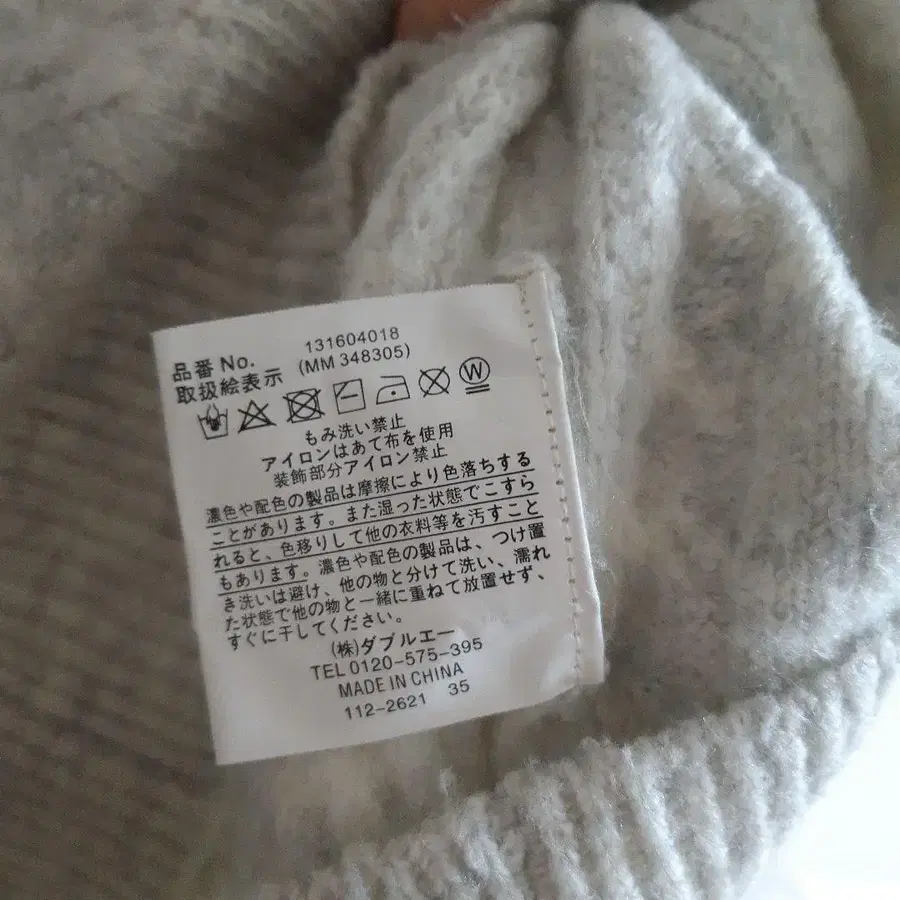 品番 No. 131604018
(MM 348305)
取扱絵表示
W
もみ洗い禁止
アイロンはあて布を使用
装飾部分アイロン禁止
濃色や配色の製品は摩擦により色落ちする
ことがあります。また湿った状態でこすら
れると、色移りして他の衣料等を汚すこと
もあります。濃色や配色の製品は、つけ置
き洗いは避け、他の物と分けて洗い、濡れ
た状態で他の物と一緒に重ねて放置せず、
すぐに干してください。
(株)ダブルエー
TEL 0120-575-395
MADE IN CHINA
112-2621 35